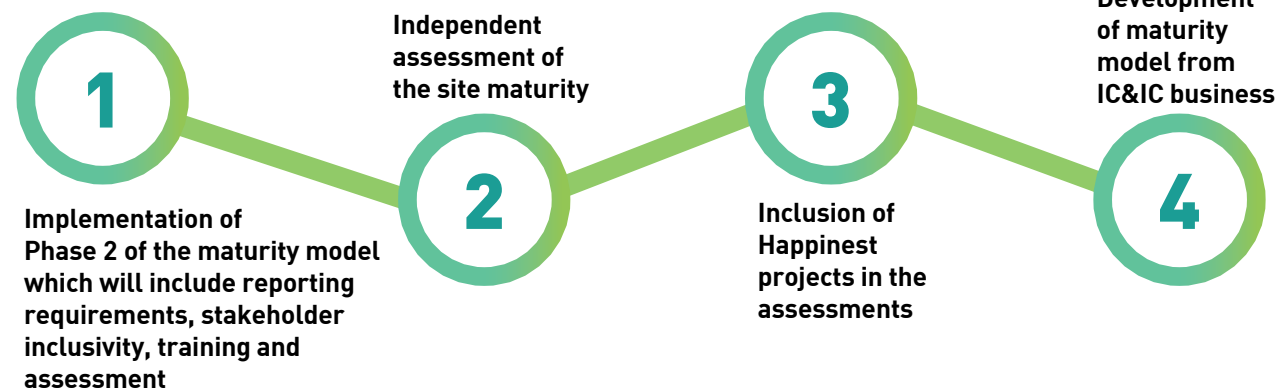 1
Implementation of
Phase 2 of the maturity model
which will include reporting
requirements, stakeholder
inclusivity, training and
assessment
Independent
assessment of
the site maturity
2
3
Inclusion of
Happinest
projects in the
assessments
Development
of maturity
model from
IC&IC business
4